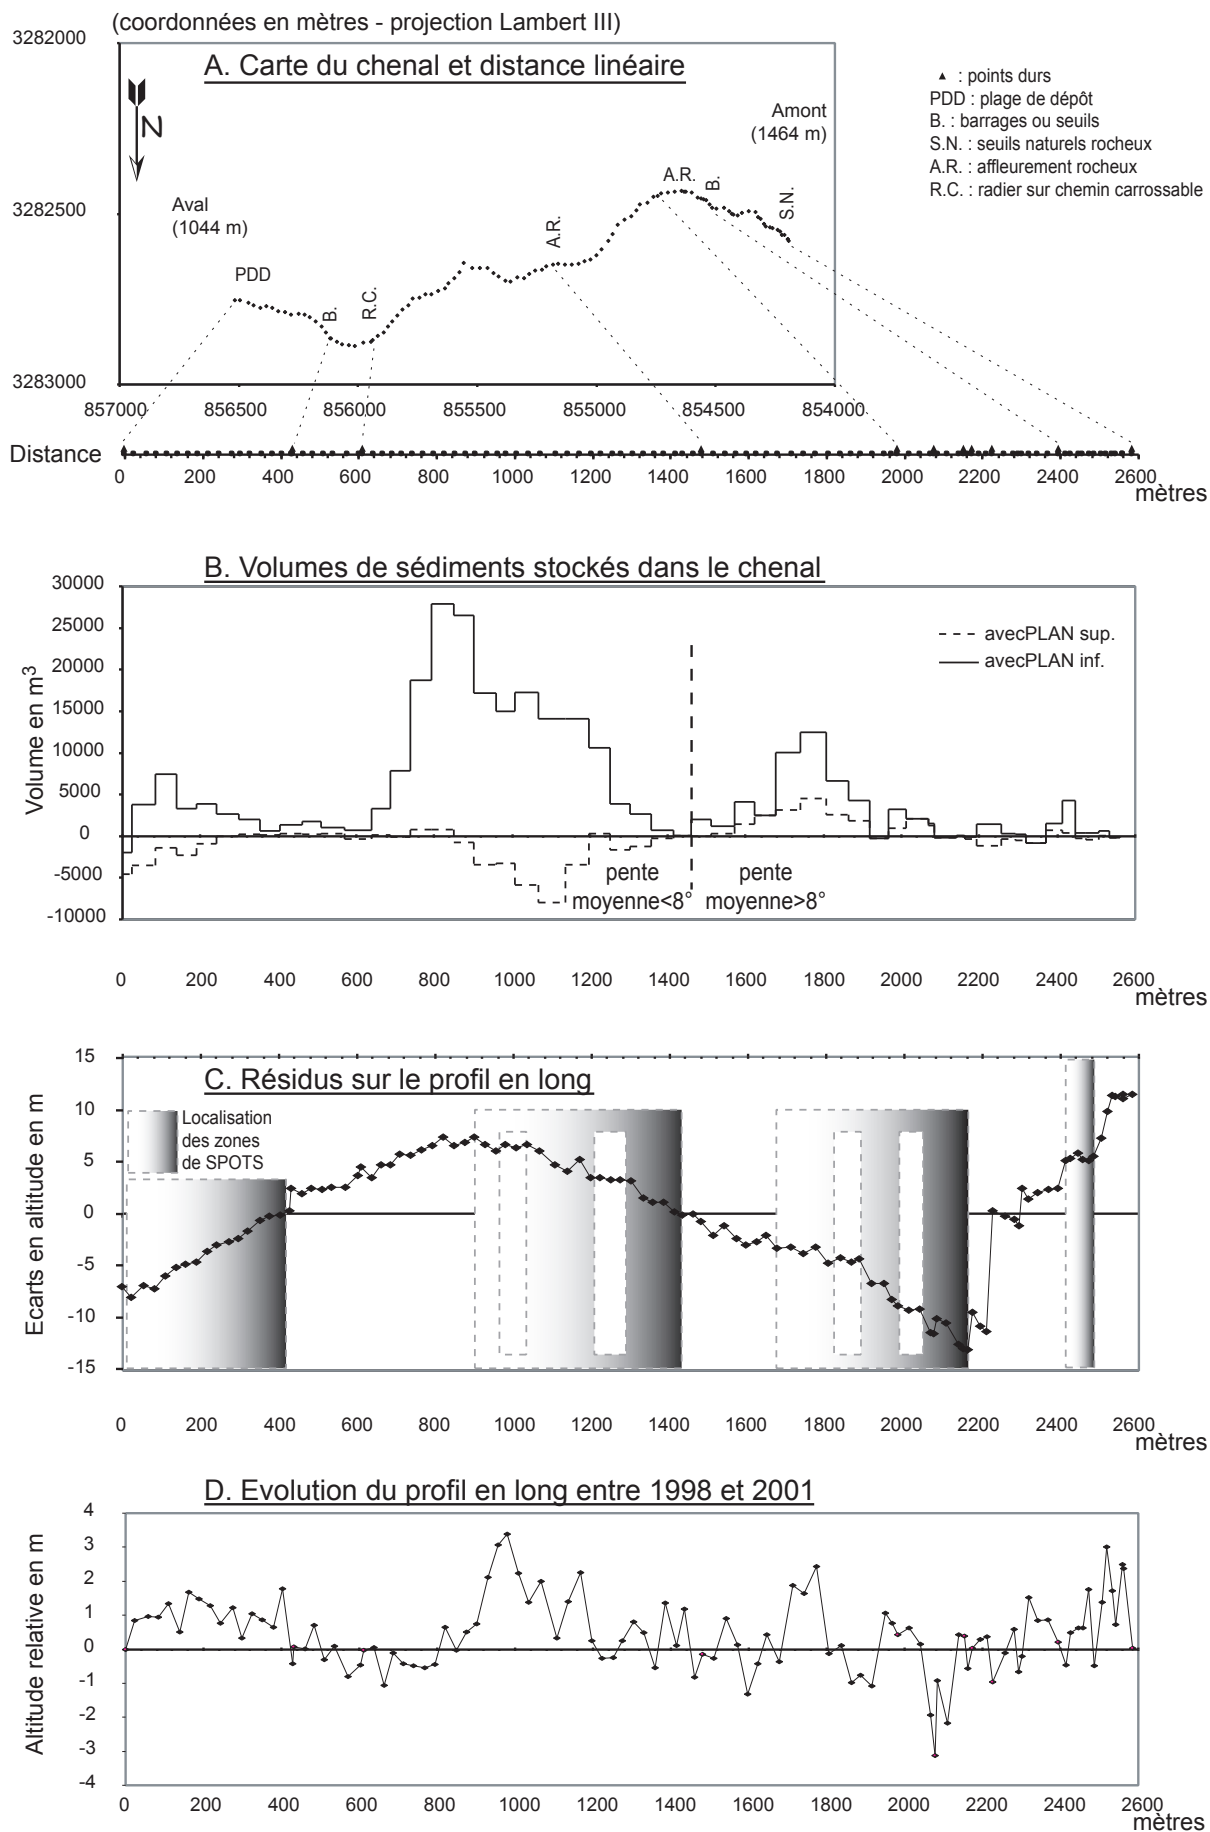 (coordonnées en mètres - projection Lambert III)
3282000
A. Carte du chenal et distance linéaire
▲ : points durs
PDD : plage de dépôt
B. : barrages ou seuils
S.N. : seuils naturels rocheux
A.R. : affleurement rocheux
R.C. : radier sur chemin carrossable
N
Amont
(1464 m)
A.R.
B.
S.N.
3282500
Aval
(1044 m)
A.R.
PDD
B.
R.C.
3283000
857000 856500 856000 855500 855000 854500 854000
Distance
0 200 400 600 800 1000 1200 1400 1600 1800 2000 2200 2400 2600
mètres
B. Volumes de sédiments stockés dans le chenal
Volume en m³
30000
25000
20000
15000
10000
5000
0
-5000
-10000
avecPLAN sup.
avecPLAN inf.
pente
moyenne<8°
pente
moyenne>8°
0 200 400 600 800 1000 1200 1400 1600 1800 2000 2200 2400 2600
mètres
C. Résidus sur le profil en long
Ecarts en altitude en m
15
10
5
0
-5
-10
-15
Localisation
des zones
de SPOTS
0 200 400 600 800 1000 1200 1400 1600 1800 2000 2200 2400 2600
mètres
D. Evolution du profil en long entre 1998 et 2001
Altitude relative en m
4
3
2
1
0
-1
-2
-3
-4
0 200 400 600 800 1000 1200 1400 1600 1800 2000 2200 2400 2600
mètres